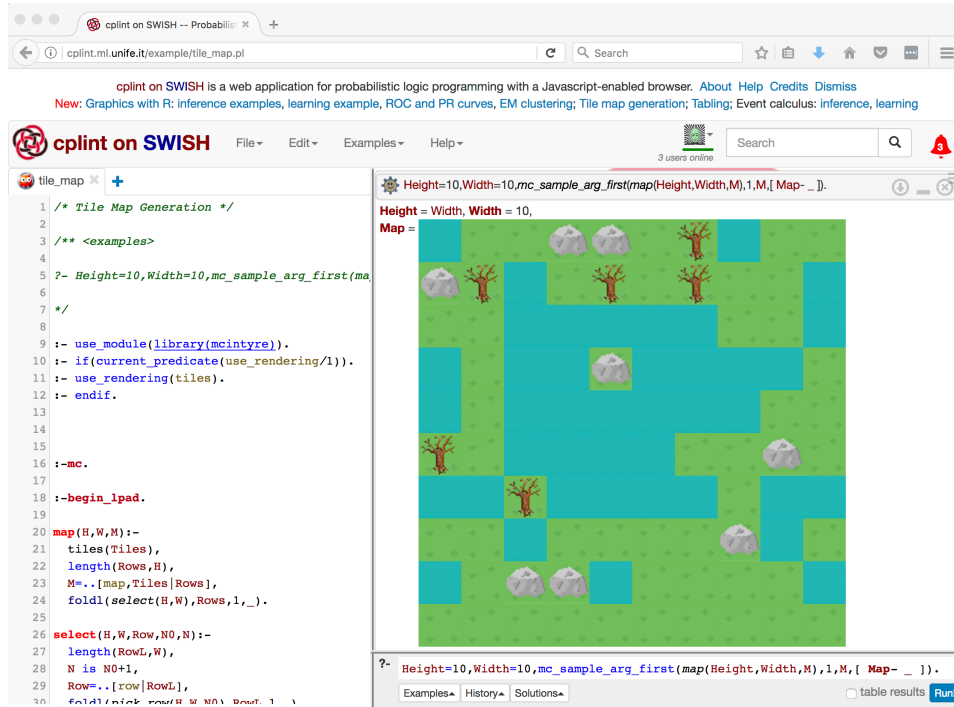 cplint on SWISH -- Probabilis
cplint.ml.unife.it/example/tile_map.pl
Search
cplint on SWISH is a web application for probabilistic logic programming with a Javascript-enabled browser. About Help Credits Dismiss
New: Graphics with R: inference examples, learning example, ROC and PR curves, EM clustering; Tile map generation; Tabling; Event calculus: inference, learning
cplint on SWISH
File
Edit
Examples
Help
3 users online
Search
3
tile_map
1 /* Tile Map Generation */
2
3 /** <examples>
4
5 ?- Height=10,Width=10,mc_sample_arg_first(ma
6
7 */
8
9 :- use_module(library(mcintyre)).
10 :- if(current_predicate(use_rendering/1)).
11 :- use_rendering(tiles).
12 :- endif.
13
14
15
16 :-mc.
17
18 :-begin_lpad.
19
20 map(H,W,M):-
21 tiles(Tiles),
22 length(Rows,H),
23 M=..[map,Tiles|Rows],
24 foldl(select(H,W),Rows,1,_).
25
26 select(H,W,Row,N0,N):-
27 length(RowL,W),
28 N is N0+1,
29 Row=..[row|RowL],
30 foldl(pick_row(H,W,N0),RowL,1,_).
Height=10,Width=10,mc_sample_arg_first(map(Height,Width,M),1,M,[ Map- _ ]).
Height = Width, Width = 10,
Map =
?- Height=10,Width=10,mc_sample_arg_first(map(Height,Width,M),1,M,[ Map- _ ]).
Examples
History
Solutions
table results
Run!